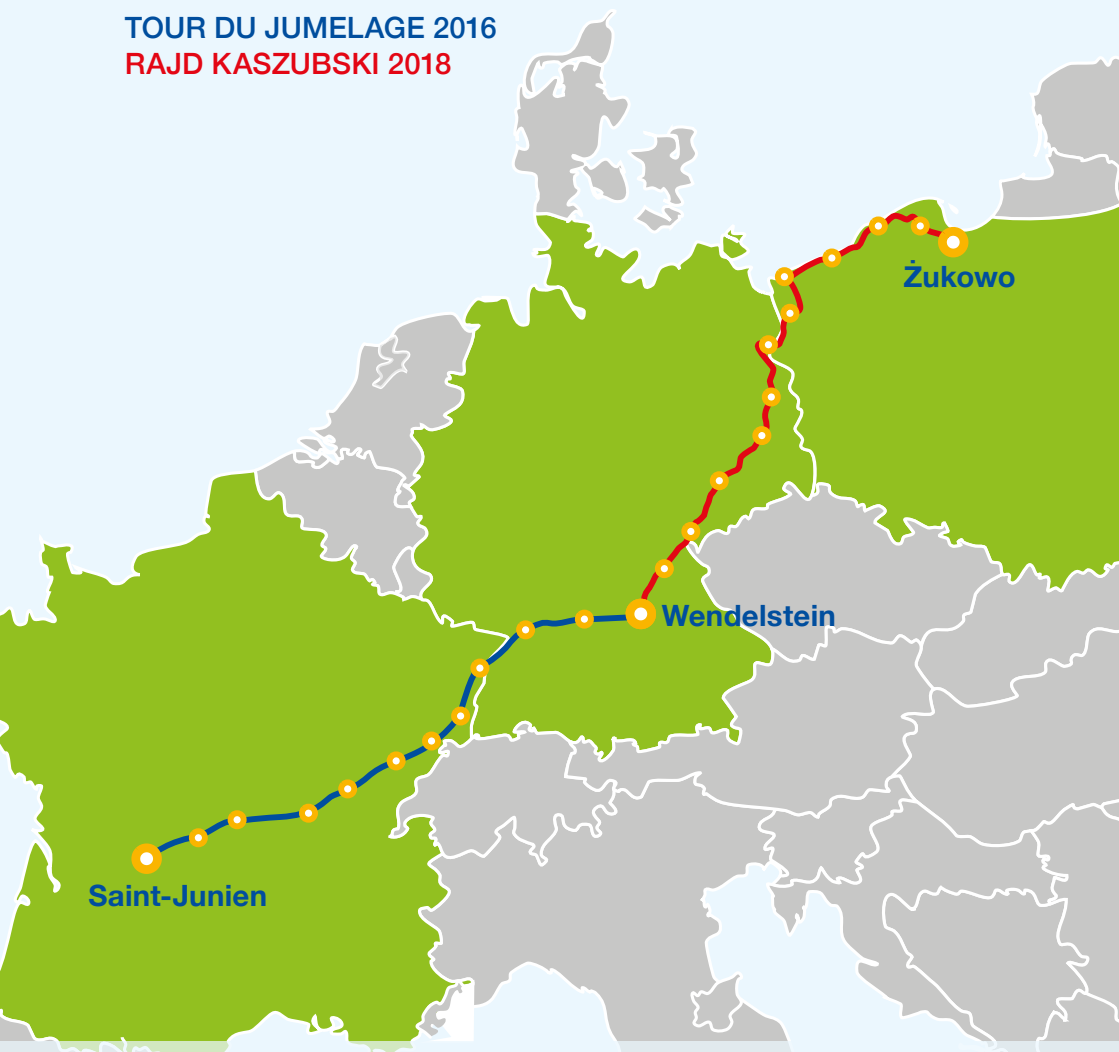 TOUR DU JUMELAGE 2016
RAJD KASZUBSKI 2018
Żukowo
Wendelstein
Saint-Junien